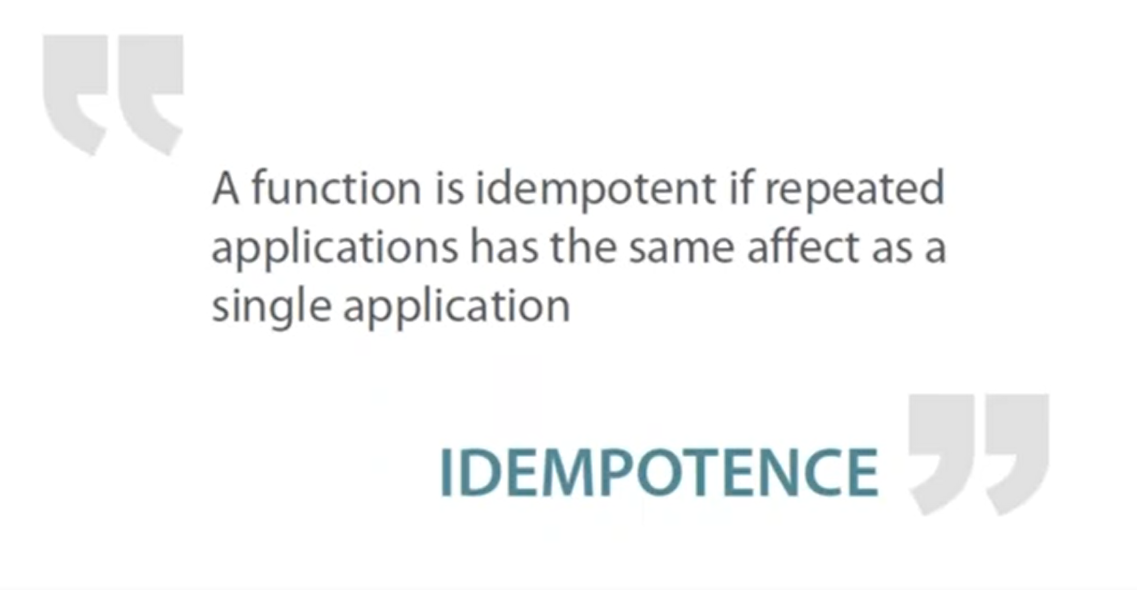 A function is idempotent if repeated
applications has the same affect as a
single application
IDEMPOTENCE